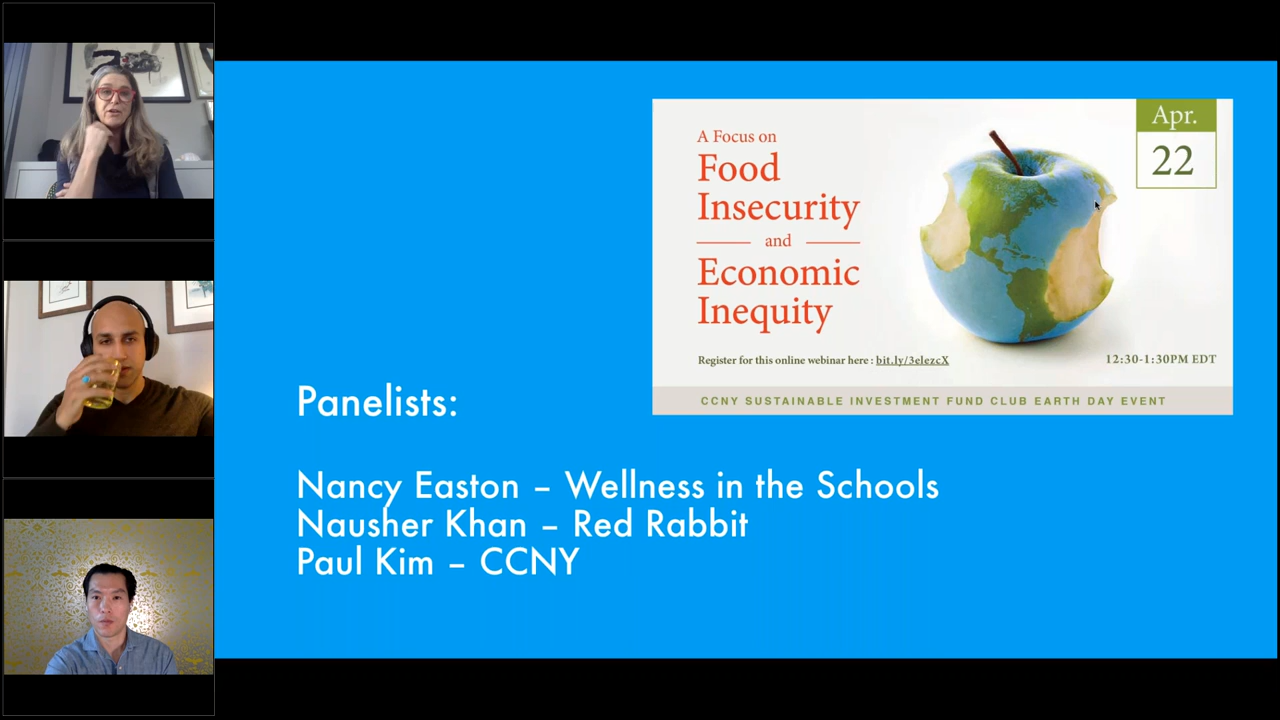 A Focus on
Food
Insecurity
and
Economic
Inequity
Apr.
22
Register for this online webinar here : bit.ly/3elezcX
12:30-1:30PM EDT
CCNY SUSTAINABLE INVESTMENT FUND CLUB EARTH DAY EVENT
Panelists:
Nancy Easton – Wellness in the Schools
Nausher Khan – Red Rabbit
Paul Kim – CCNY